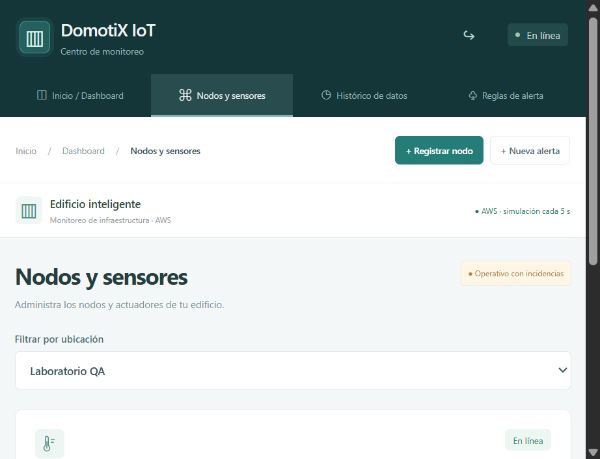 DomotiX IoT
Centro de monitoreo
En línea
Inicio / Dashboard
Nodos y sensores
Histórico de datos
Reglas de alerta
Inicio / Dashboard / Nodos y sensores
+ Registrar nodo
+ Nueva alerta
Edificio inteligente
Monitoreo de infraestructura · AWS
AWS · simulación cada 5 s
Nodos y sensores
Operativo con incidencias
Administra los nodos y actuadores de tu edificio.
Filtrar por ubicación
Laboratorio QA
En línea